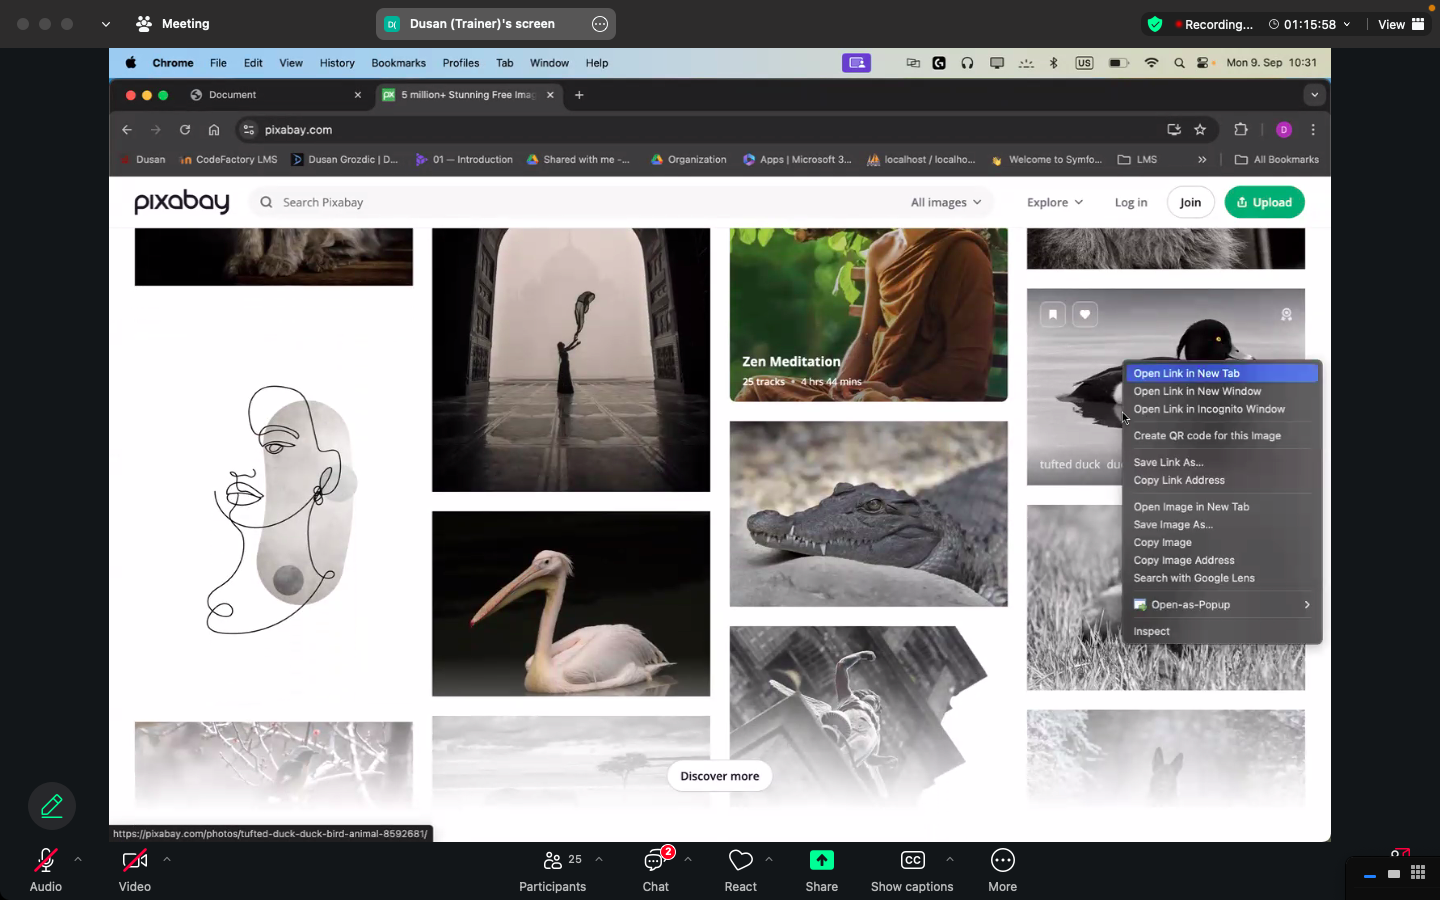 Meeting
D( Dusan (Trainer)'s screen
Recording...
01:15:58
View
Chrome File Edit View History Bookmarks Profiles Tab Window Help
US
Mon 9. Sep 10:31
Document
5 million+ Stunning Free Imag
pixabay.com
D
Dusan
CodeFactory LMS
Dusan Grozdic | D...
01 — Introduction
Shared with me -...
Organization
Apps | Microsoft 3...
localhost / localho...
Welcome to Symfo...
LMS
All Bookmarks
pixabay
Search Pixabay
All images
Explore
Log in
Join
Upload
Zen Meditation
25 tracks • 4 hrs 44 mins
tufted duck du
Open Link in New Tab
Open Link in New Window
Open Link in Incognito Window
Create QR code for this Image
Save Link As...
Copy Link Address
Open Image in New Tab
Save Image As...
Copy Image
Copy Image Address
Search with Google Lens
Open-as-Popup
Inspect
Discover more
https://pixabay.com/photos/tufted-duck-duck-bird-animal-8592681/
Audio
Video
25
Participants
2
Chat
React
Share
CC
Show captions
More